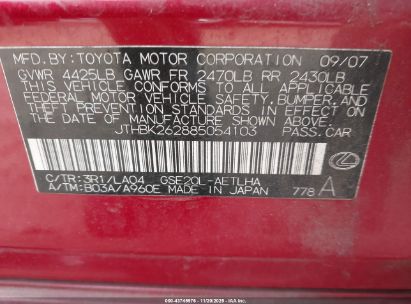 MFD. BY: TOYOTA MOTOR CORPORATION 09/07
GVWR 4425LB GAWR FR 2470LB RR 2430LB
THIS VEHICLE CONFORMS TO ALL APPLICABLE
FEDERAL MOTOR VEHICLE SAFETY, BUMPER, AND
THEFT PREVENTION STANDARDS IN EFFECT ON
THE DATE OF MANUFACTURE SHOWN ABOVE.
JTHBK262885054103 PASS.CAR
C/TR:3R1/LA04 GSE20L-AETLHA
A/TM:B03A/A960E MADE IN JAPAN 778 A